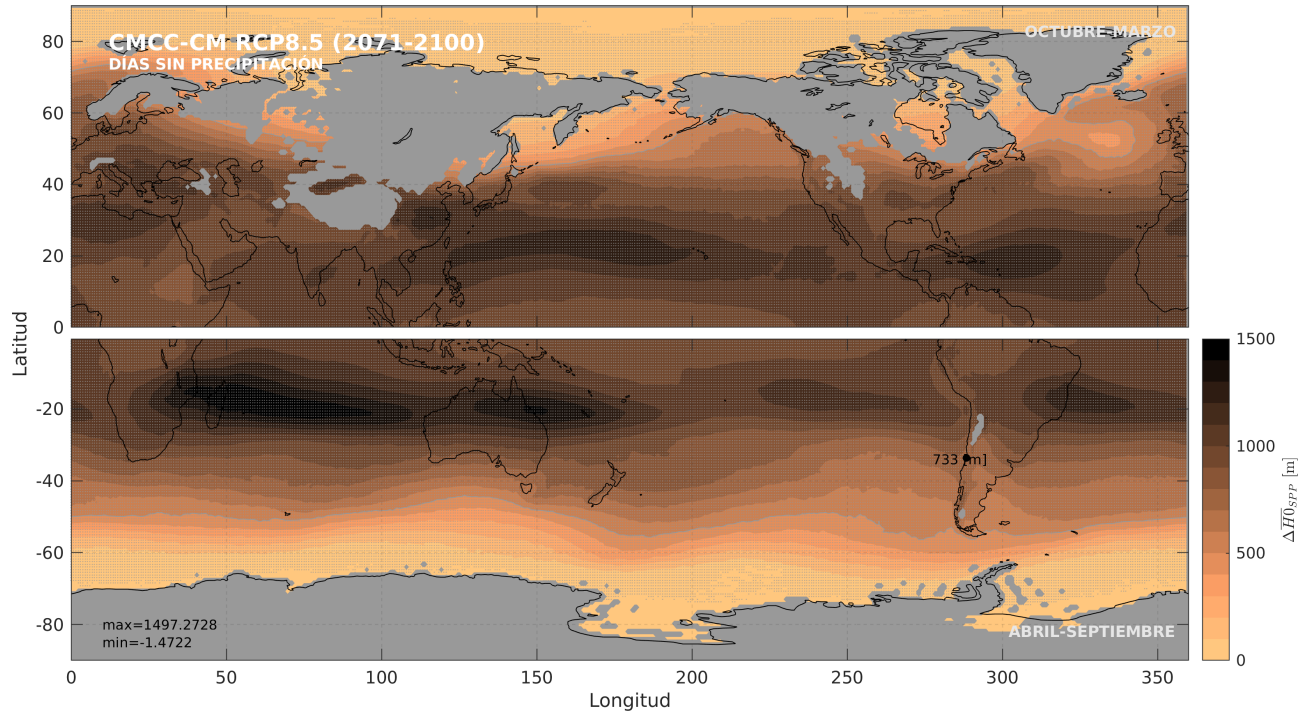 CMCC-CM RCP8.5 (2071-2100)
DÍAS SIN PRECIPITACIÓN
OCTUBRE-MARZO
80
60
40
20
0
Latitud
733 [m]
-20
-40
-60
-80
max=1497.2728
min=-1.4722
ABRIL-SEPTIEMBRE
0 50 100 150 200 250 300 350
Longitud
1500
1000
500
0
ΔH0_SPP [m]